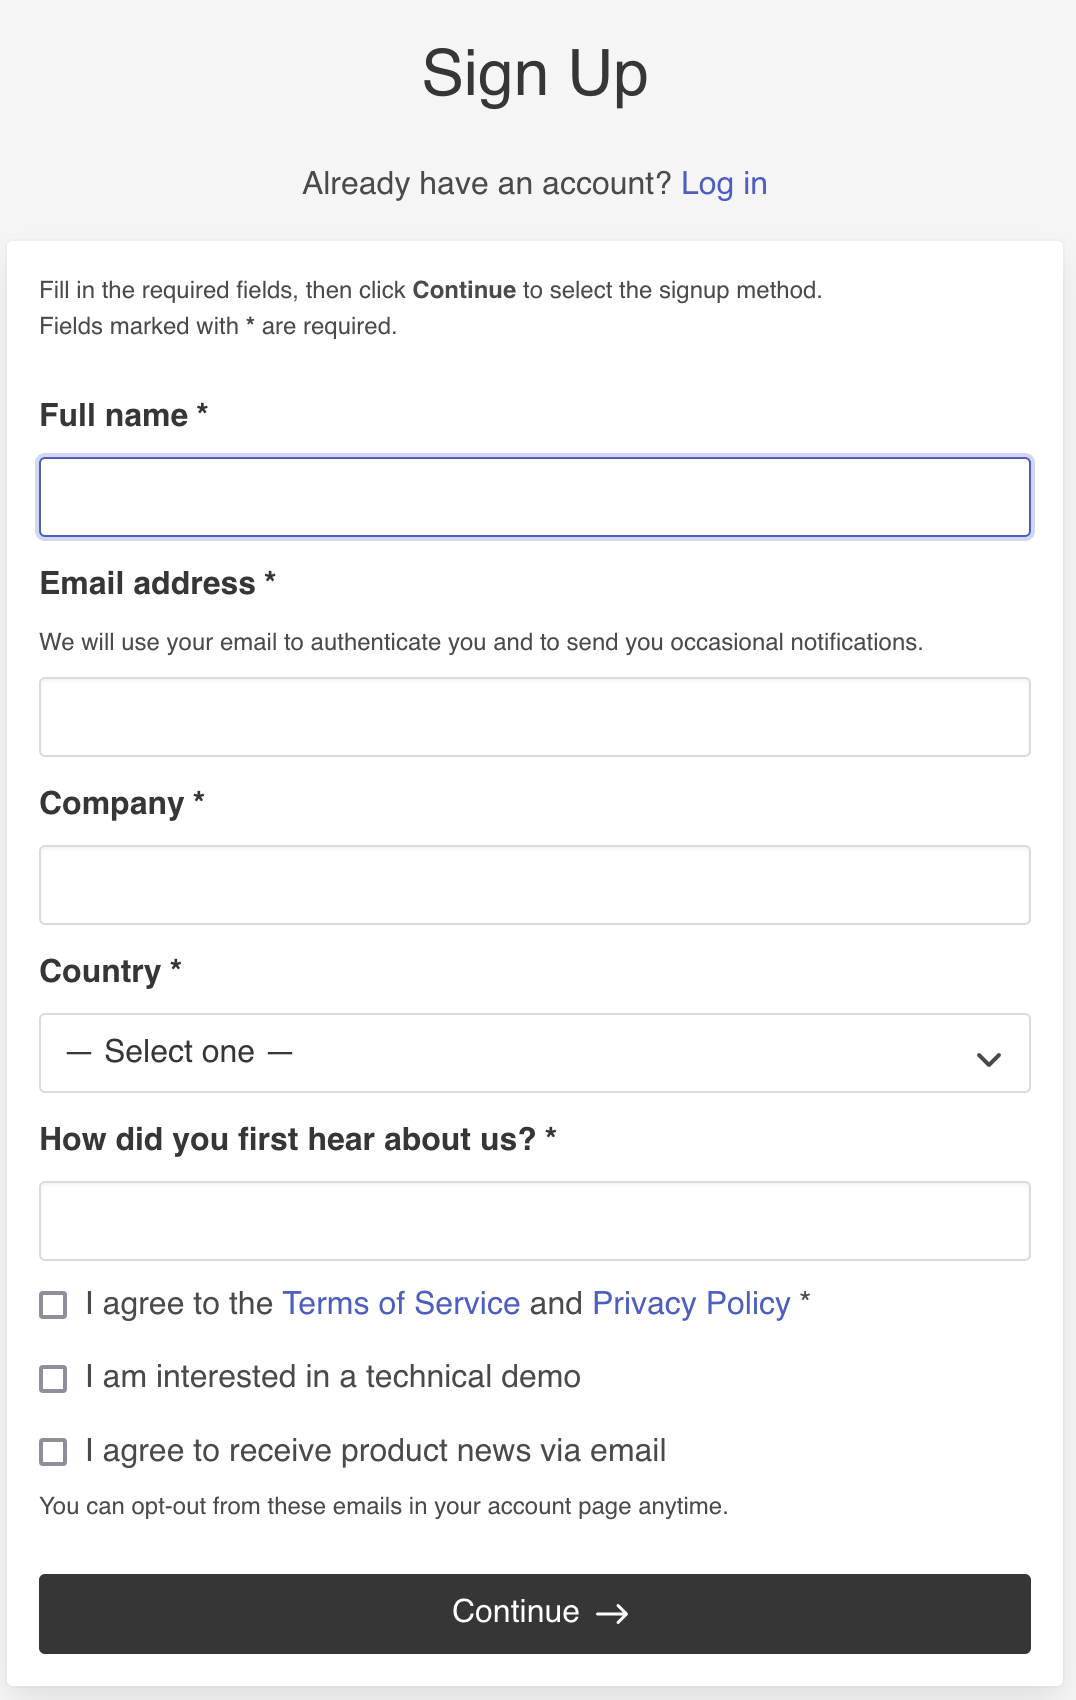 Sign Up
Already have an account? Log in
Fill in the required fields, then click Continue to select the signup method.
Fields marked with * are required.
Full name *
Email address *
We will use your email to authenticate you and to send you occasional notifications.
Company *
Country *
— Select one —
How did you first hear about us? *
I agree to the Terms of Service and Privacy Policy *
I am interested in a technical demo
I agree to receive product news via email
You can opt-out from these emails in your account page anytime.
Continue →